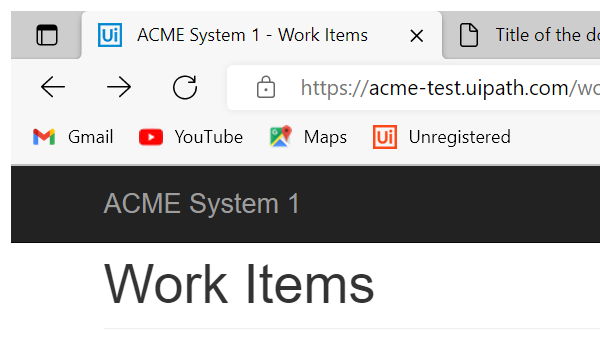 Ui ACME System 1 - Work Items Title of the
https://acme-test.uipath.com/wo
Gmail YouTube Maps Ui Unregistered
ACME System 1
Work Items